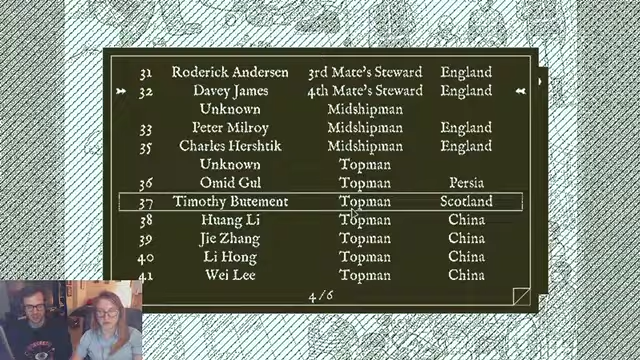 31 Roderick Andersen 3rd Mate's Steward England
32 Davey James 4th Mate's Steward England
Unknown Midshipman
33 Peter Milroy Midshipman England
35 Charles Hershtik Midshipman England
Unknown Topman
36 Omid Gul Topman Persia
37 Timothy Butement Topman Scotland
38 Huang Li Topman China
39 Jie Zhang Topman China
40 Li Hong Topman China
41 Wei Lee Topman China
4/6